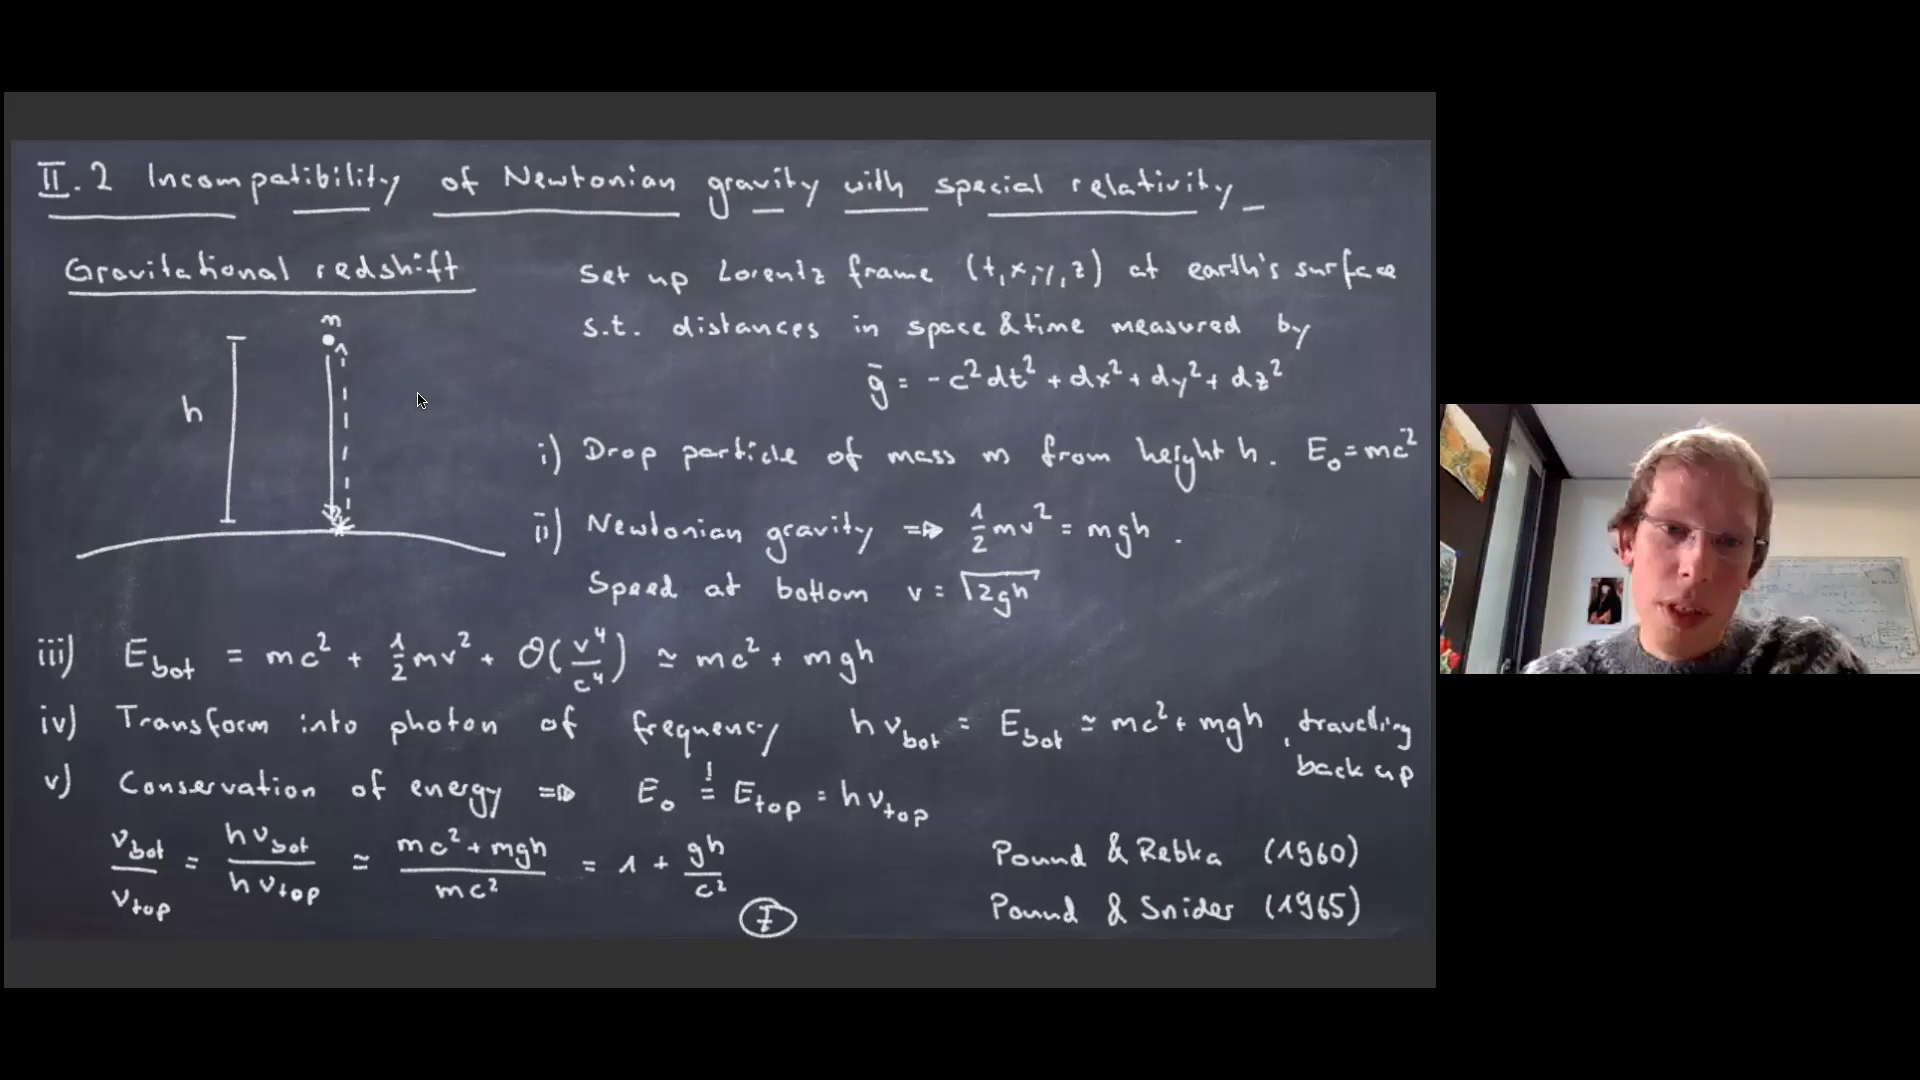 II.2 Incompatibility of Newtonian gravity with special relativity
Gravitational redshift
Set up Lorentz frame (t,x,y,z) at earth's surface
s.t. distances in space & time measured by
ḡ = -c²dt² + dx² + dy² + dz²
m
h
i) Drop particle of mass m from height h. E₀ = mc²
ii) Newtonian gravity => ½mv² = mgh.
Speed at bottom v = √2gh
iii) E_bot = mc² + ½mv² + O(v⁴/c⁴) ≃ mc² + mgh
iv) Transform into photon of frequency hν_bot = E_bot ≃ mc² + mgh, travelling
back up
v) Conservation of energy => E₀ =! E_top = hν_top
ν_bot/ν_top = hν_bot/hν_top ≃ (mc² + mgh)/mc² = 1 + gh/c²
I
Pound & Rebka (1960)
Pound & Snider (1965)